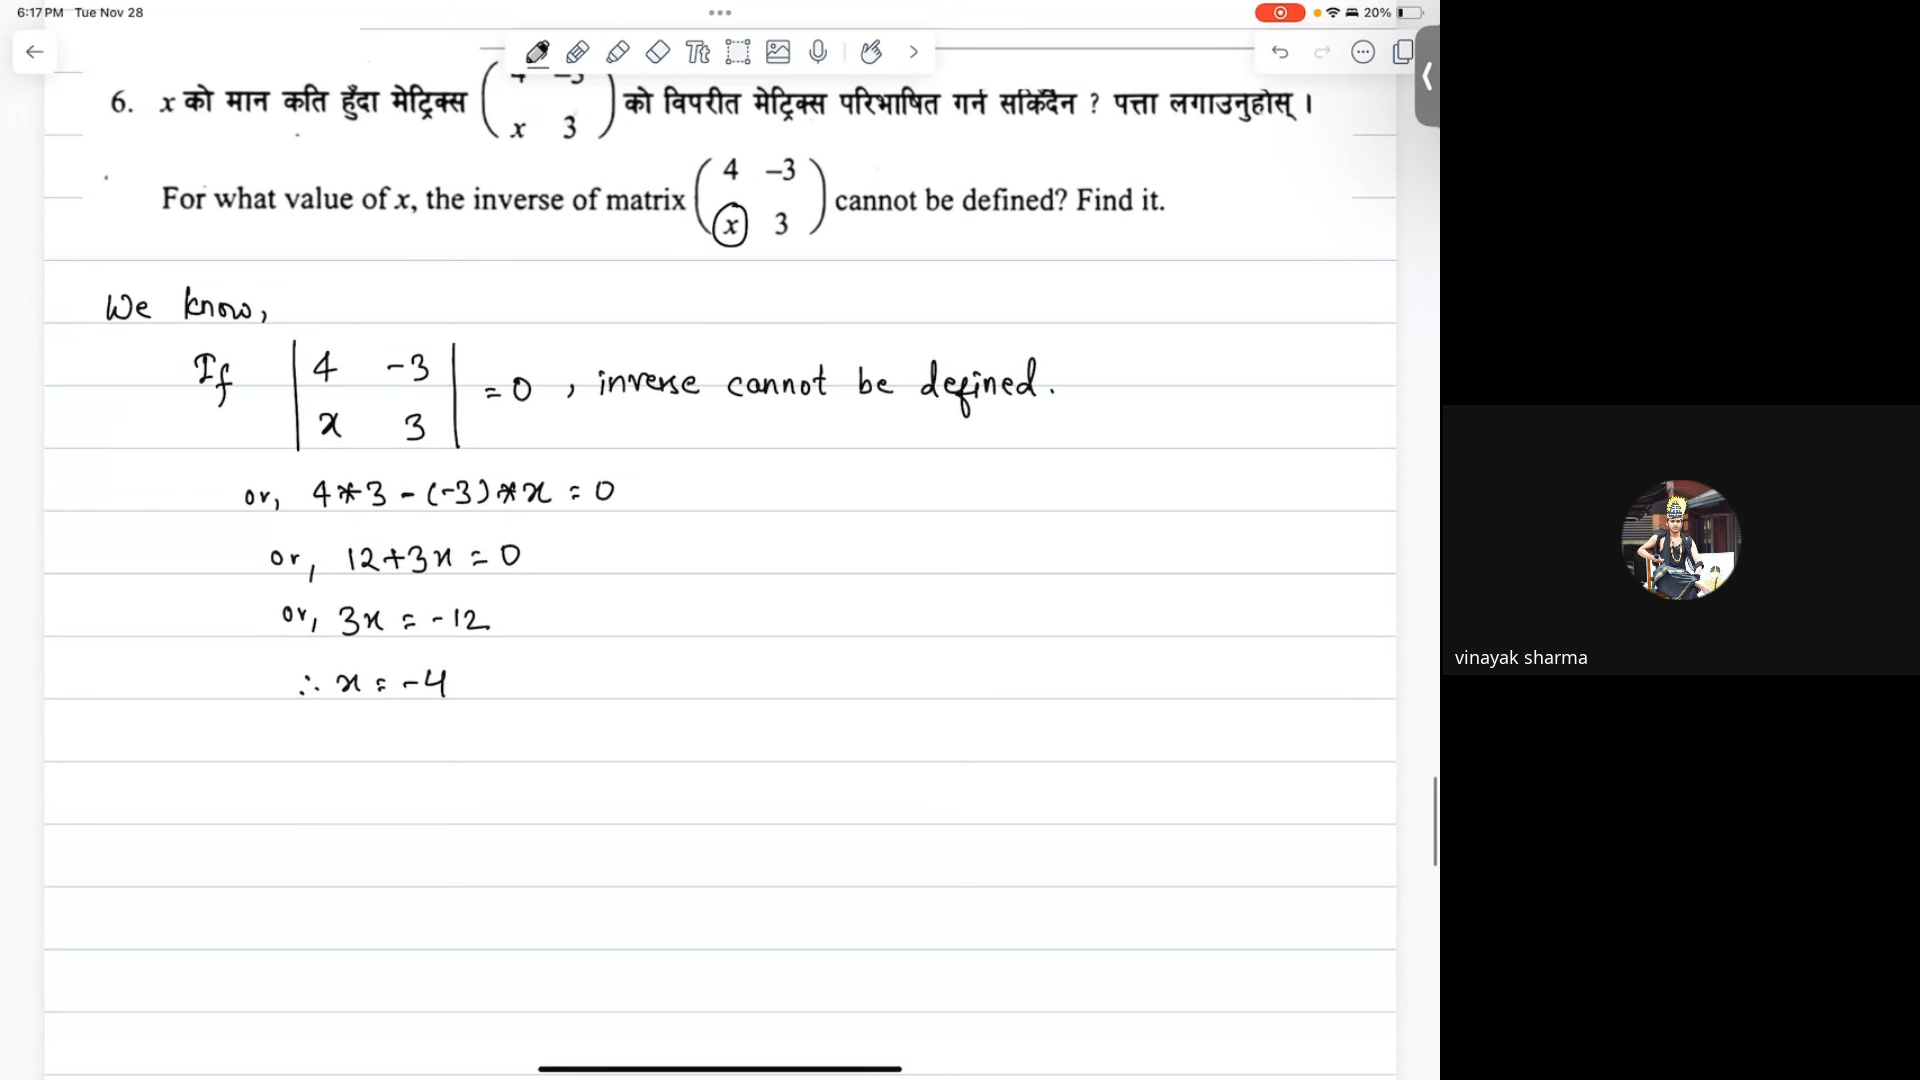 6:17 PM Tue Nov 28
20%
6. x को मान कति हुँदा मेट्रिक्स (4 -3
x 3) को विपरीत मेट्रिक्स परिभाषित गर्न सकिँदैन ? पत्ता लगाउनुहोस् ।
For what value of x, the inverse of matrix (4 −3
x 3) cannot be defined? Find it.
We know,
If |4 -3
x 3| = 0 , inverse cannot be defined.
or, 4*3 - (-3)*x = 0
or, 12+3x = 0
or, 3x = -12
∴ x = -4
vinayak sharma